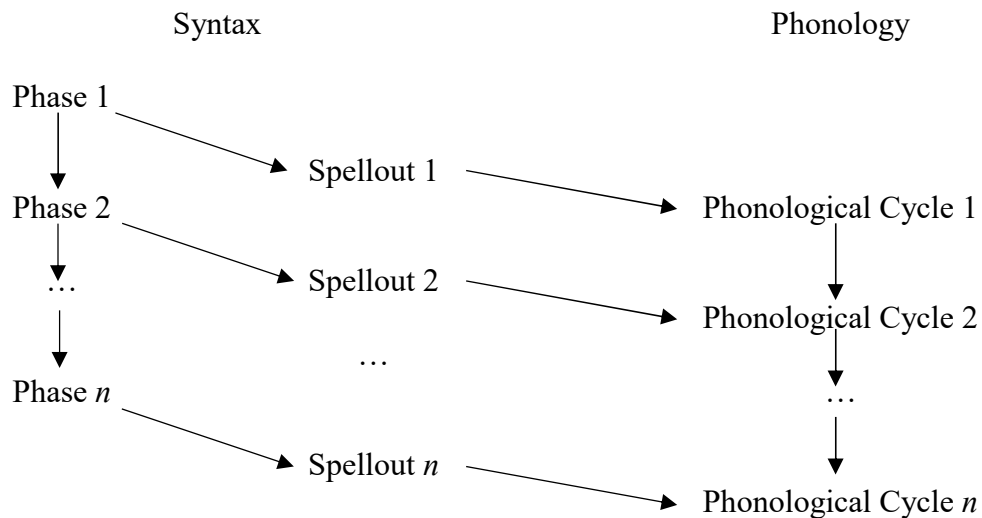 Syntax Phonology
Phase 1
Spellout 1
Phase 2 Phonological Cycle 1
… Spellout 2
Phonological Cycle 2
…
Phase n …
Spellout n
Phonological Cycle n